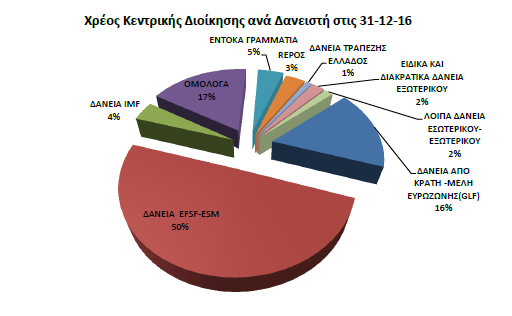 Χρέος Κεντρικής Διοίκησης ανά Δανειστή στις 31-12-16
ΕΝΤΟΚΑ ΓΡΑΜΜΑΤΙΑ
5%
REPOΣ
3%
ΔΑΝΕΙΑ ΤΡΑΠΕΖΗΣ
ΕΛΛΑΔΟΣ
1%
ΕΙΔΙΚΑ ΚΑΙ
ΔΙΑΚΡΑΤΙΚΑ ΔΑΝΕΙΑ
ΕΞΩΤΕΡΙΚΟΥ
2%
ΛΟΙΠΑ ΔΑΝΕΙΑ
ΕΣΩΤΕΡΙΚΟΥ-
ΕΞΩΤΕΡΙΚΟΥ
2%
ΔΑΝΕΙΑ ΑΠΟ
ΚΡΑΤΗ -ΜΕΛΗ
ΕΥΡΩΖΩΝΗΣ(GLF)
16%
ΔΑΝΕΙΑ EFSF-ESM
50%
ΔΑΝΕΙΑ IMF
4%
ΟΜΟΛΟΓΑ
17%